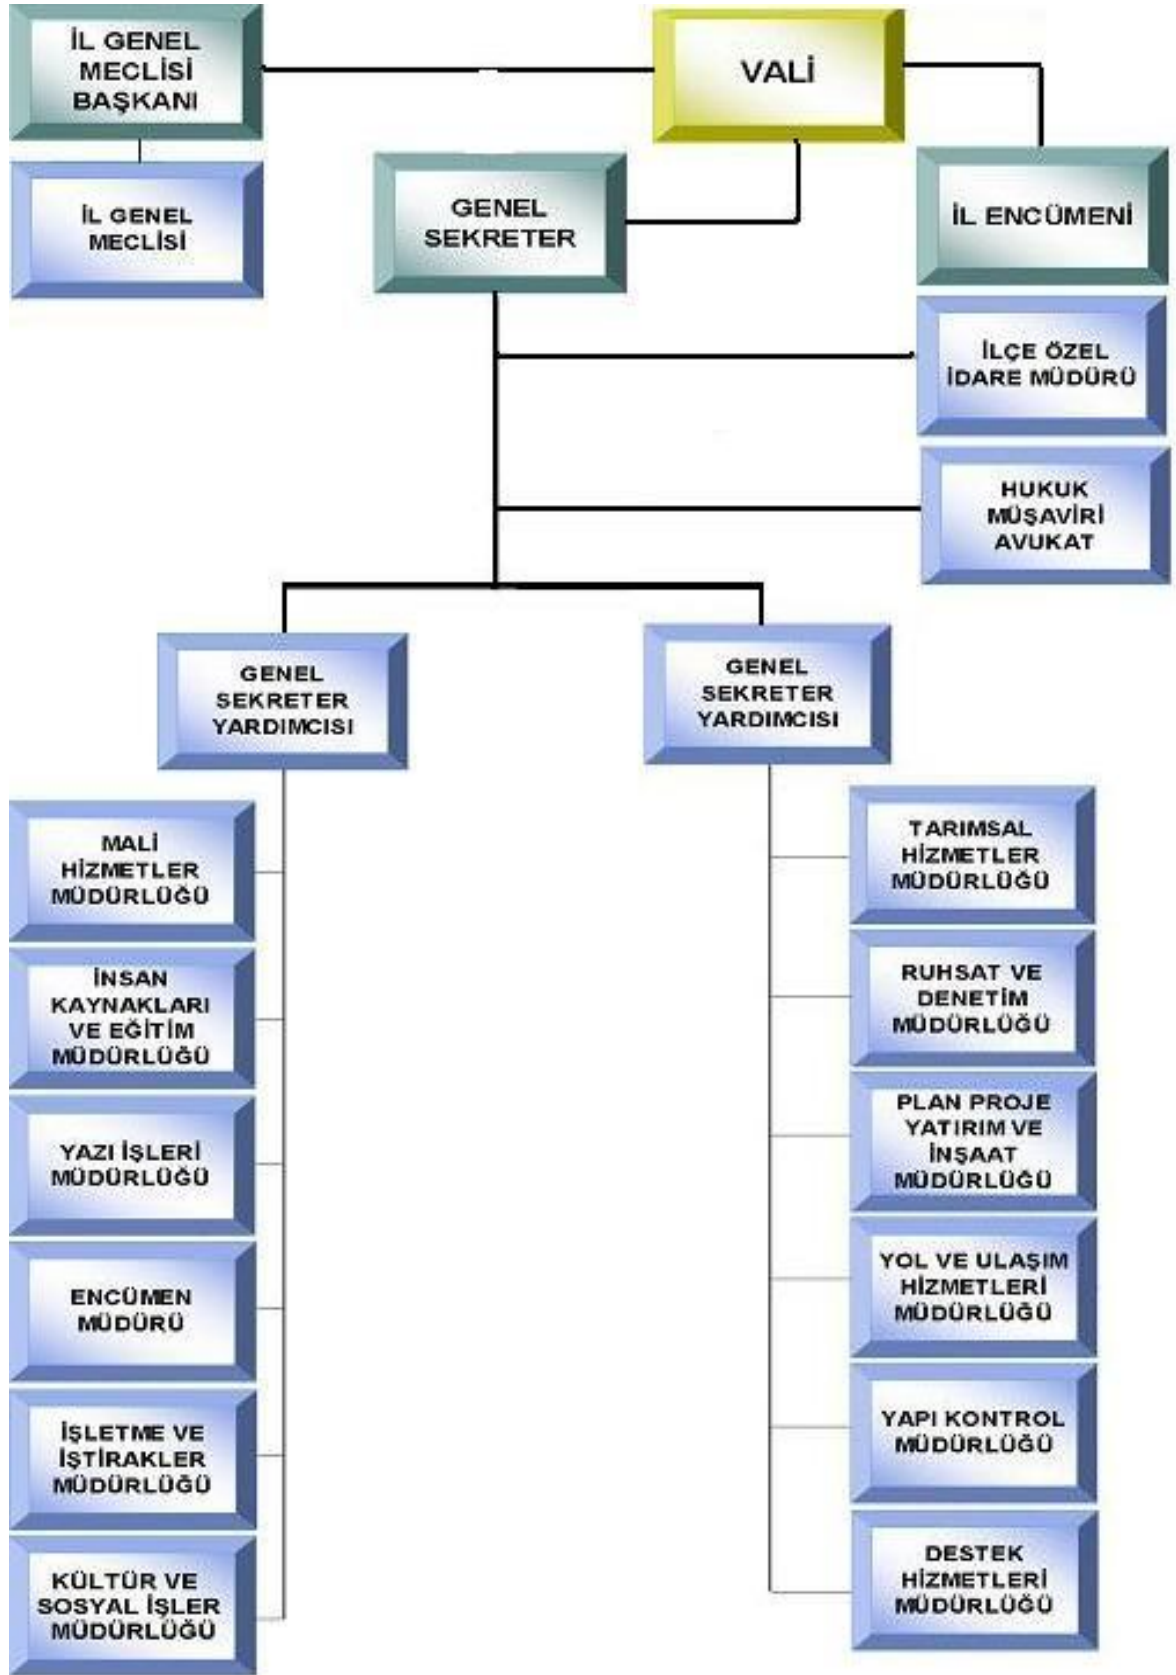 İL GENEL
MECLİSİ
BAŞKANI
VALİ
İL GENEL
MECLİSİ
GENEL
SEKRETER
İL ENCÜMENİ
İLÇE ÖZEL
İDARE MÜDÜRÜ
HUKUK
MÜŞAVİRİ
AVUKAT
GENEL
SEKRETER
YARDIMCISI
GENEL
SEKRETER
YARDIMCISI
MALİ
HİZMETLER
MÜDÜRLÜĞÜ
İNSAN
KAYNAKLARI
VE EĞİTİM
MÜDÜRLÜĞÜ
YAZI İŞLERİ
MÜDÜRLÜĞÜ
ENCÜMEN
MÜDÜRÜ
İŞLETME VE
İŞTİRAKLER
MÜDÜRLÜĞÜ
KÜLTÜR VE
SOSYAL İŞLER
MÜDÜRLÜĞÜ
TARIMSAL
HİZMETLER
MÜDÜRLÜĞÜ
RUHSAT VE
DENETİM
MÜDÜRLÜĞÜ
PLAN PROJE
YATIRIM VE
İNŞAAT
MÜDÜRLÜĞÜ
YOL VE ULAŞIM
HİZMETLERİ
MÜDÜRLÜĞÜ
YAPI KONTROL
MÜDÜRLÜĞÜ
DESTEK
HİZMETLERİ
MÜDÜRLÜĞÜ